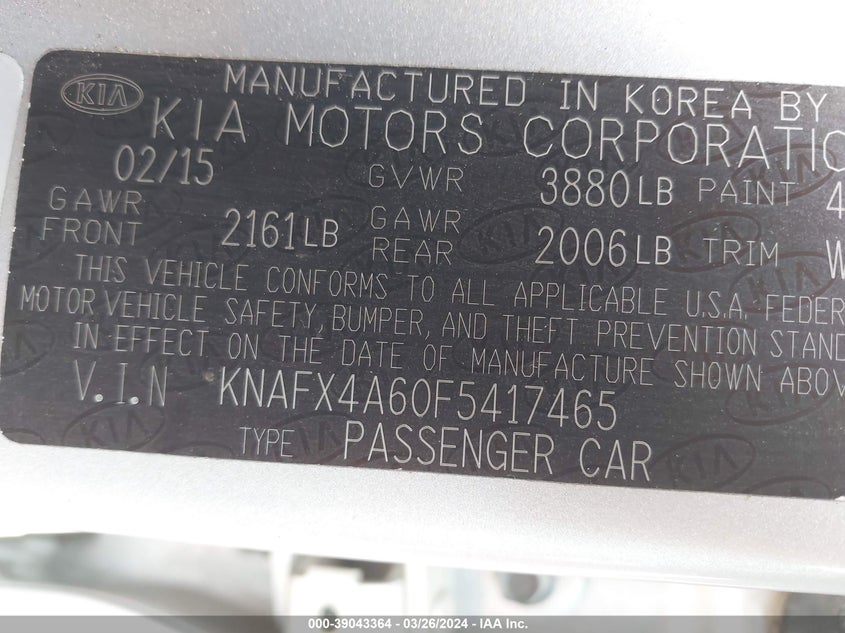 KIA
MANUFACTURED IN KOREA BY
KIA MOTORS CORPORATIO
02/15 GVWR 3880LB PAINT 4
GAWR FRONT 2161LB GAWR REAR 2006LB TRIM W
THIS VEHICLE CONFORMS TO ALL APPLICABLE U.S.A. FEDER
MOTOR VEHICLE SAFETY, BUMPER, AND THEFT PREVENTION STAND
IN EFFECT ON THE DATE OF MANUFACTURE SHOWN ABOV
V.I.N KNAFX4A60F5417465
TYPE PASSENGER CAR
000-39043364 - 03/26/2024 - IAA Inc.